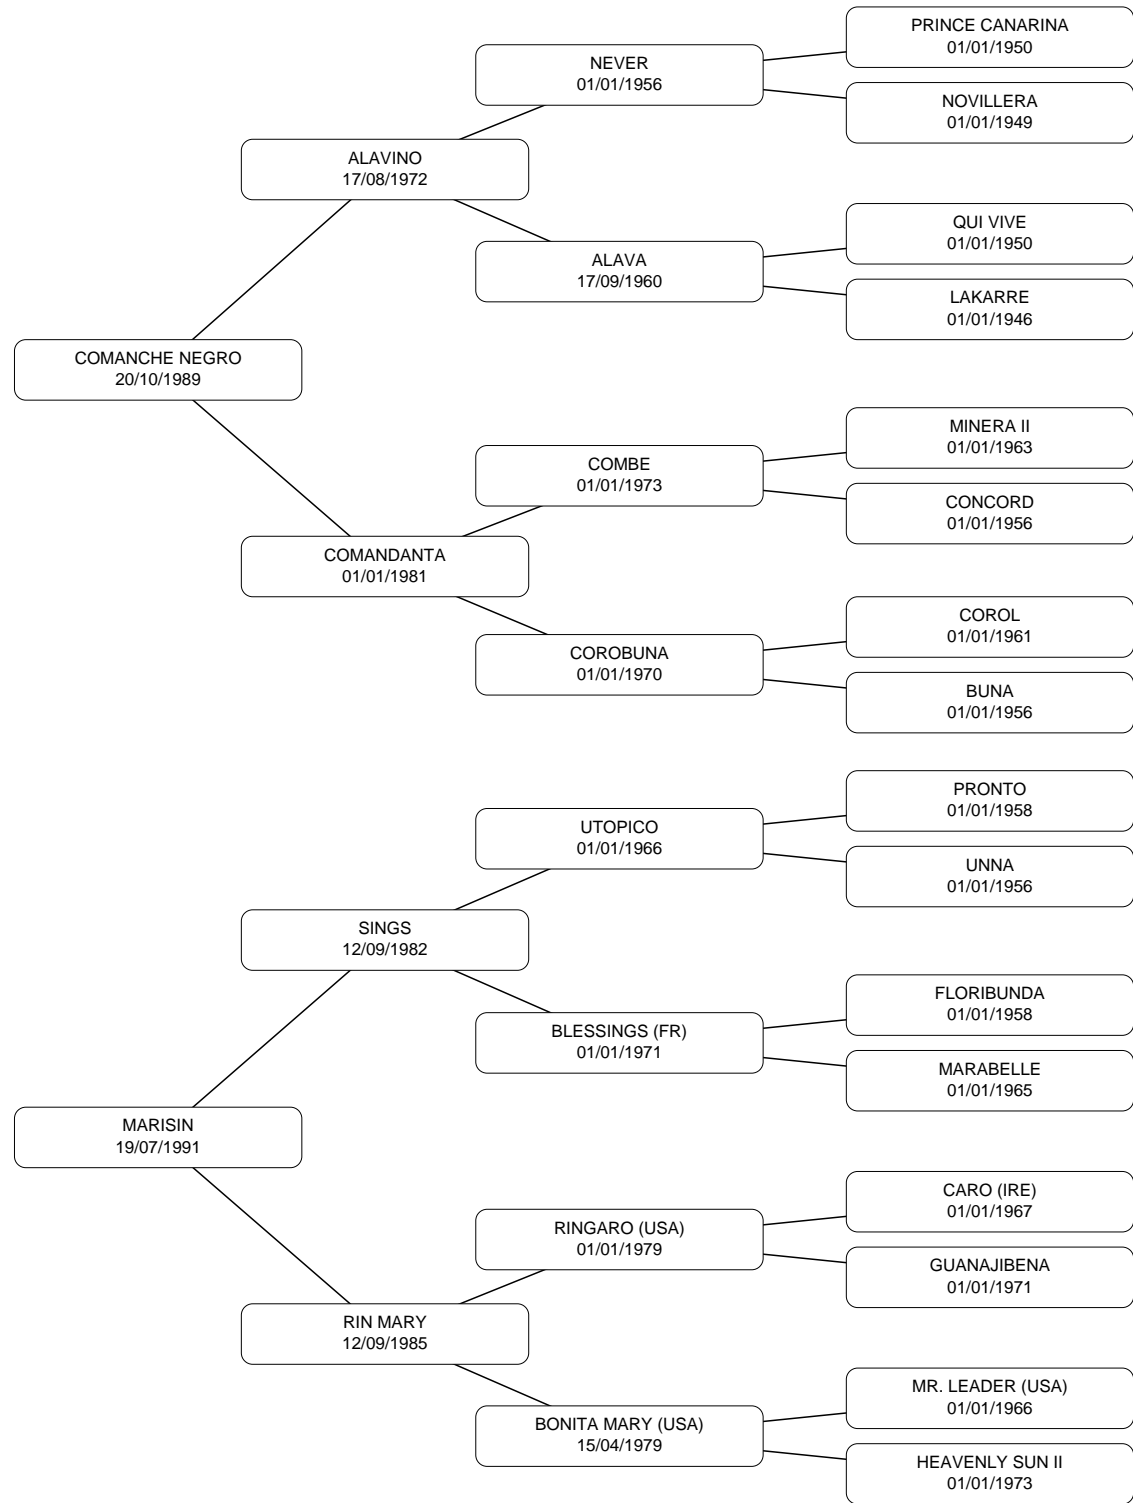 PRINCE CANARINA
01/01/1950
NEVER
01/01/1956
NOVILLERA
01/01/1949
ALAVINO
17/08/1972
QUI VIVE
01/01/1950
ALAVA
17/09/1960
LAKARRE
01/01/1946
COMANCHE NEGRO
20/10/1989
MINERA II
01/01/1963
COMBE
01/01/1973
CONCORD
01/01/1956
COMANDANTA
01/01/1981
COROL
01/01/1961
COROBUNA
01/01/1970
BUNA
01/01/1956
PRONTO
01/01/1958
UTOPICO
01/01/1966
UNNA
01/01/1956
SINGS
12/09/1982
FLORIBUNDA
01/01/1958
BLESSINGS (FR)
01/01/1971
MARABELLE
01/01/1965
MARISIN
19/07/1991
CARO (IRE)
01/01/1967
RINGARO (USA)
01/01/1979
GUANAJIBENA
01/01/1971
RIN MARY
12/09/1985
MR. LEADER (USA)
01/01/1966
BONITA MARY (USA)
15/04/1979
HEAVENLY SUN II
01/01/1973